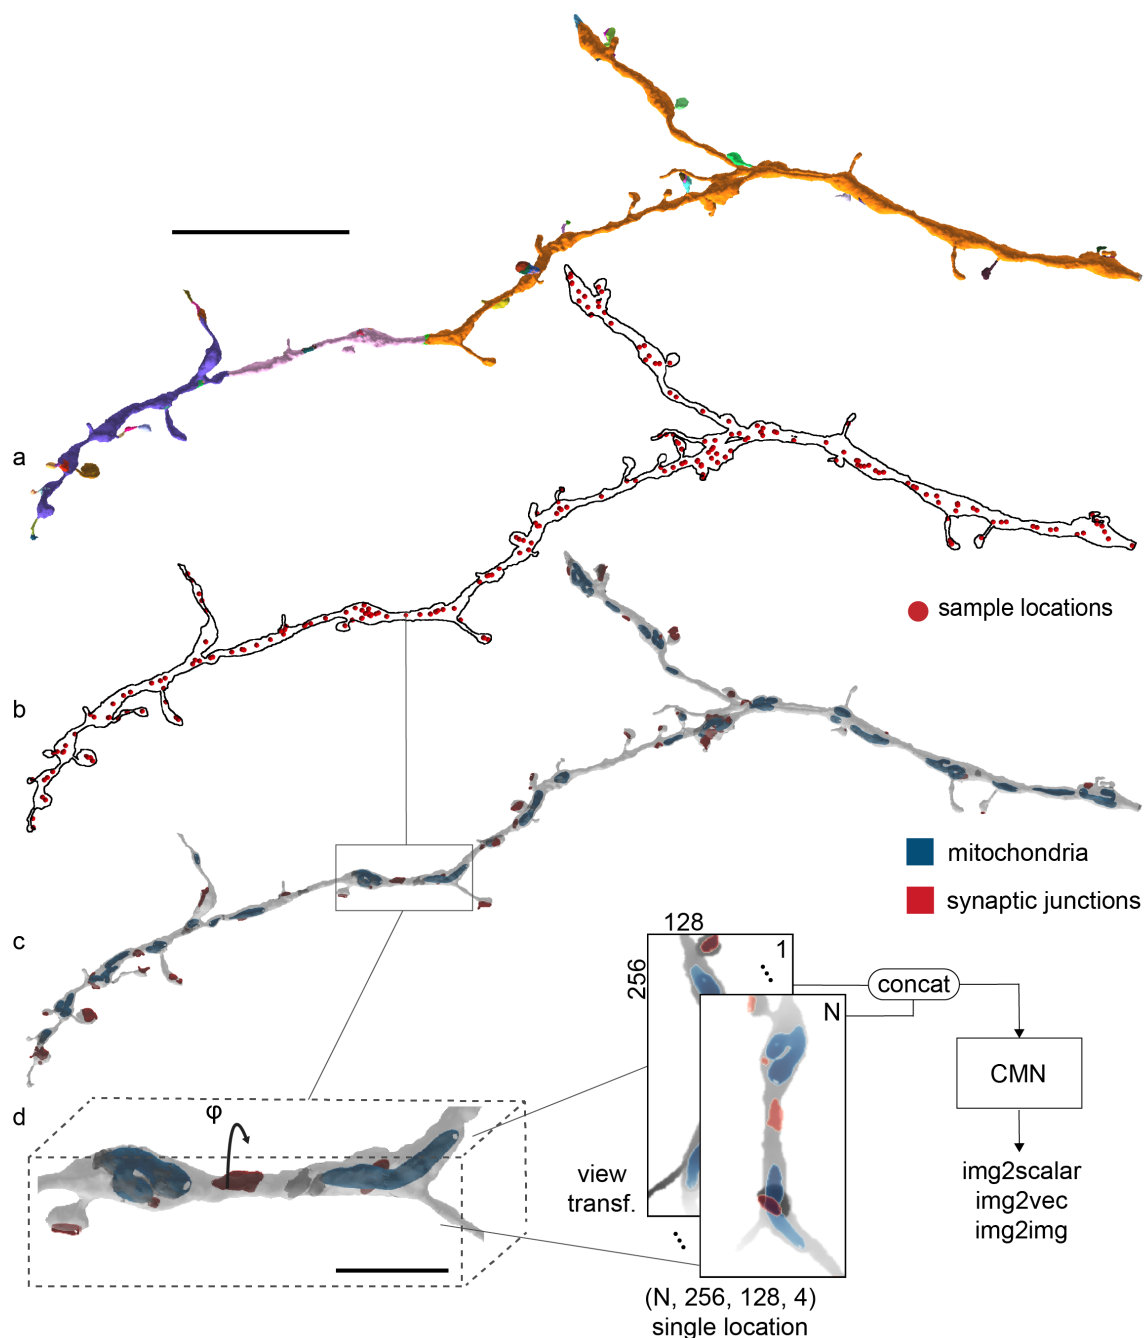 a
sample locations
b
mitochondria
synaptic junctions
c
128
256
1
N
concat
CMN
d
φ
view
transf.
img2scalar
img2vec
img2img
(N, 256, 128, 4)
single location